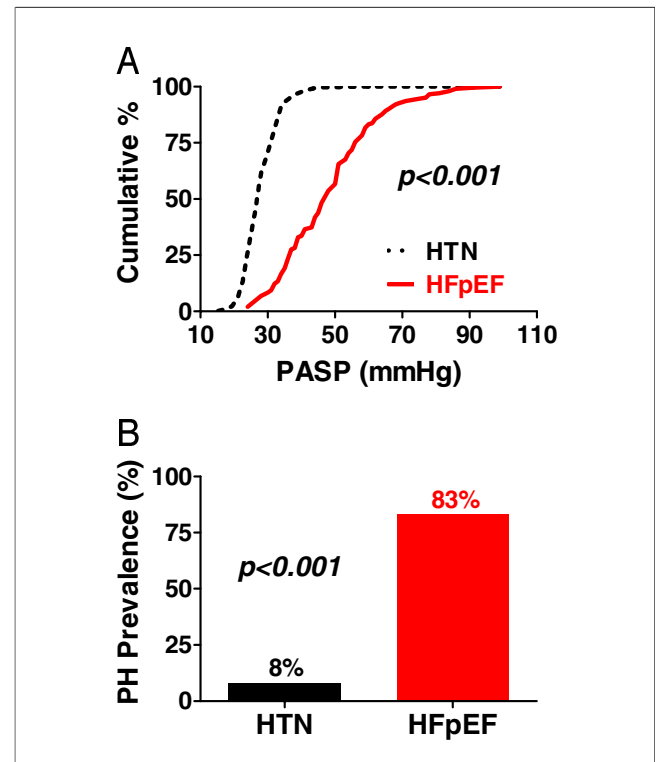 A
Cumulative %
100
75
50
25
0
p<0.001
HTN
HFpEF
10 30 50 70 90 110
PASP (mmHg)
B
PH Prevalence (%)
100
75
50
25
0
p<0.001
8%
83%
HTN HFpEF